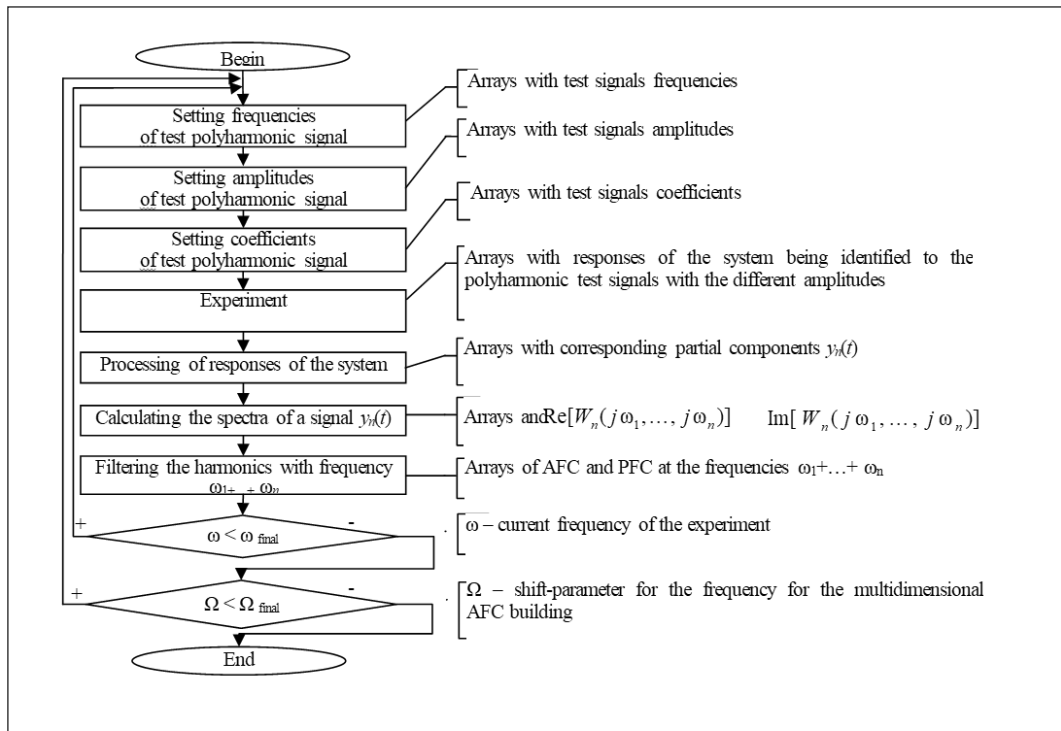 Begin
Arrays with test signals frequencies
Setting frequencies
of test polyharmonic signal
Arrays with test signals amplitudes
Setting amplitudes
of test polyharmonic signal
Arrays with test signals coefficients
Setting coefficients
of test polyharmonic signal
Arrays with responses of the system being identified to the
polyharmonic test signals with the different amplitudes
Experiment
Processing of responses of the system
Arrays with corresponding partial components yn(t)
Calculating the spectra of a signal yn(t)
Arrays andRe[Wn(jω1,…, jωn)] Im[Wn(jω1,…, jωn)]
Filtering the harmonics with frequency
ω1+…+ ωn
Arrays of AFC and PFC at the frequencies ω1+…+ ωn
+
-
ω < ω final
ω – current frequency of the experiment
+
-
Ω < Ω final
Ω – shift-parameter for the frequency for the multidimensional
AFC building
End